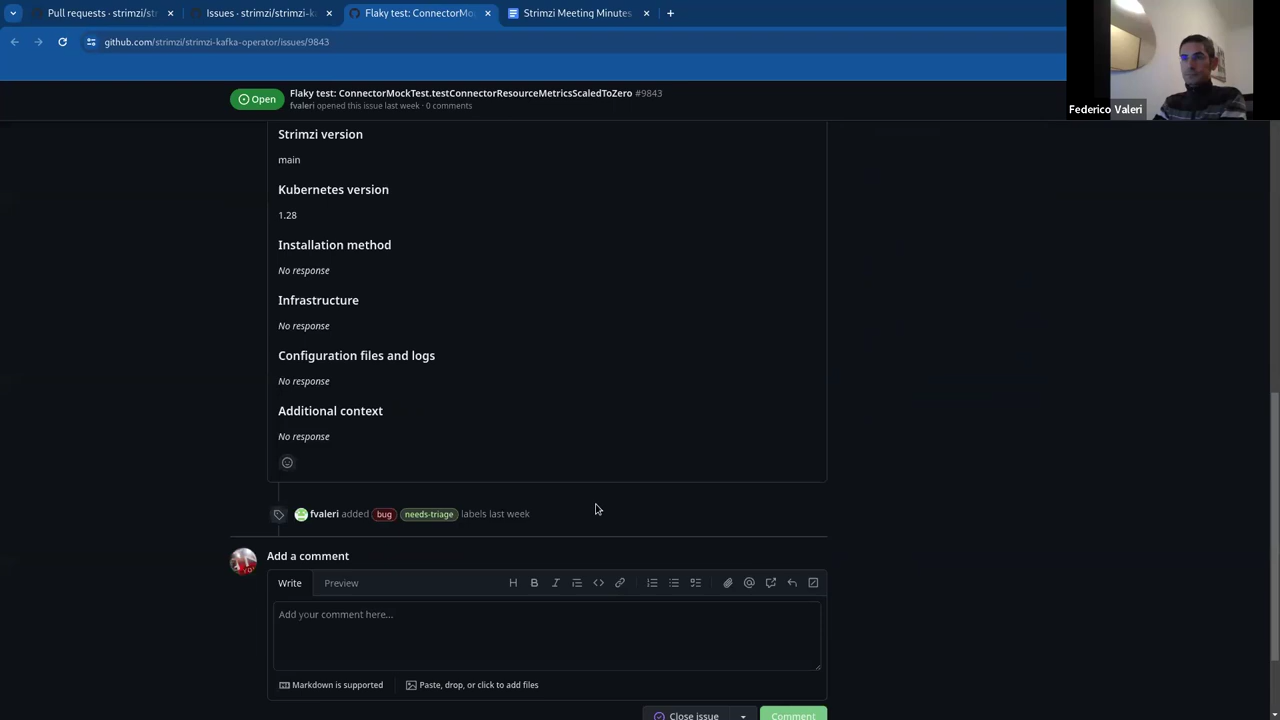 Pull requests · strimzi/str
Issues · strimzi/strimzi-k
Flaky test: ConnectorMo
Strimzi Meeting Minutes
github.com/strimzi/strimzi-kafka-operator/issues/9843
Federico Valeri
Open
Flaky test: ConnectorMockTest.testConnectorResourceMetricsScaledToZero #9843
fvaleri opened this issue last week · 0 comments
Strimzi version
main
Kubernetes version
1.28
Installation method
No response
Infrastructure
No response
Configuration files and logs
No response
Additional context
No response
fvaleri added bug needs-triage labels last week
Add a comment
Write
Preview
Add your comment here...
Markdown is supported
Paste, drop, or click to add files
Close issue
Comment